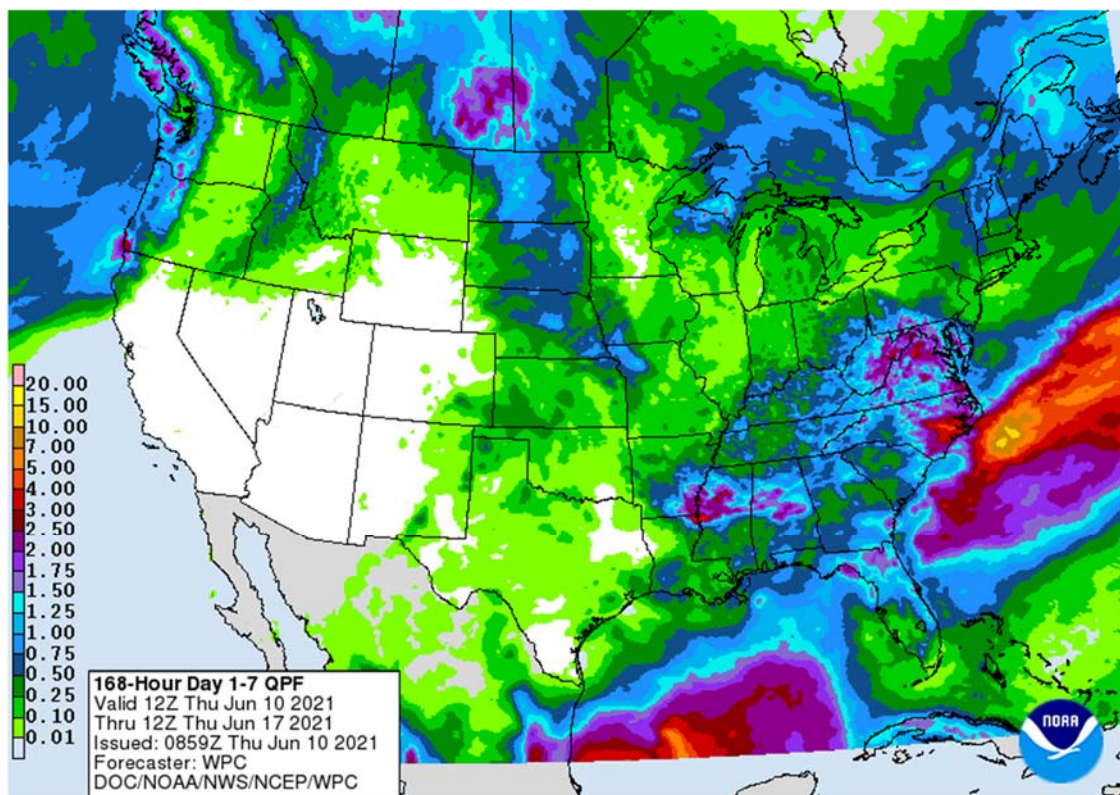 20.00
15.00
10.00
7.00
5.00
4.00
3.00
2.50
2.00
1.75
1.50
1.25
1.00
0.75
0.50
0.25
0.10
0.01
168-Hour Day 1-7 QPF
Valid 12Z Thu Jun 10 2021
Thru 12Z Thu Jun 17 2021
Issued: 0859Z Thu Jun 10 2021
Forecaster: WPC
DOC/NOAA/NWS/NCEP/WPC
NOAA